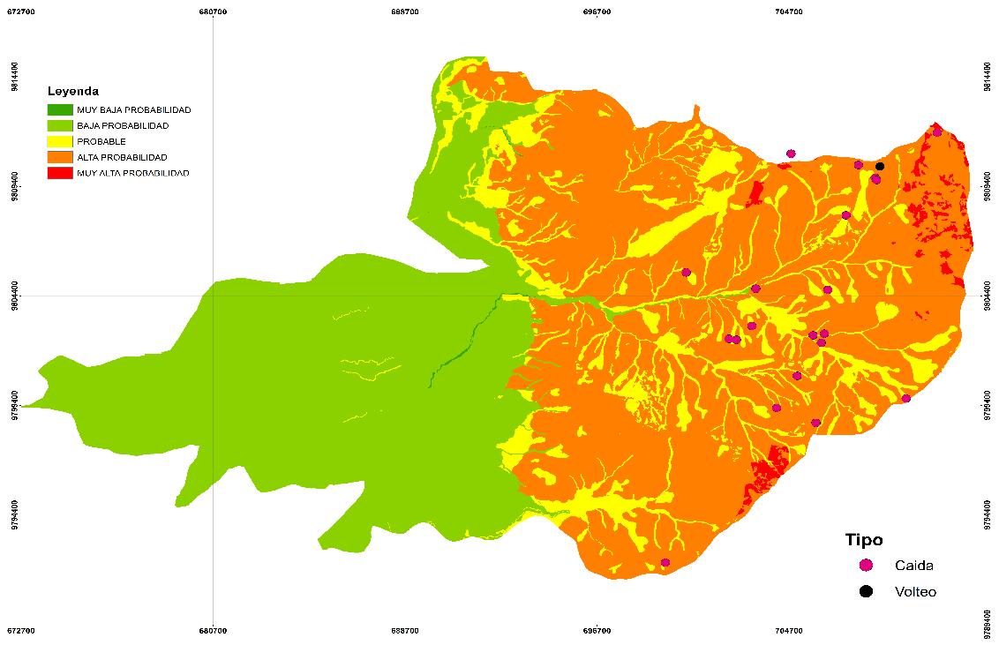 672700 680700 688700 696700 704700
9814400 9814400
Leyenda
MUY BAJA PROBABILIDAD
BAJA PROBABILIDAD
PROBABLE
ALTA PROBABILIDAD
MUY ALTA PROBABILIDAD
9809400 9809400
9804400 9804400
9799400 9799400
9794400 9794400
Tipo
Caida
Volteo
9789400
672700 680700 688700 696700 704700